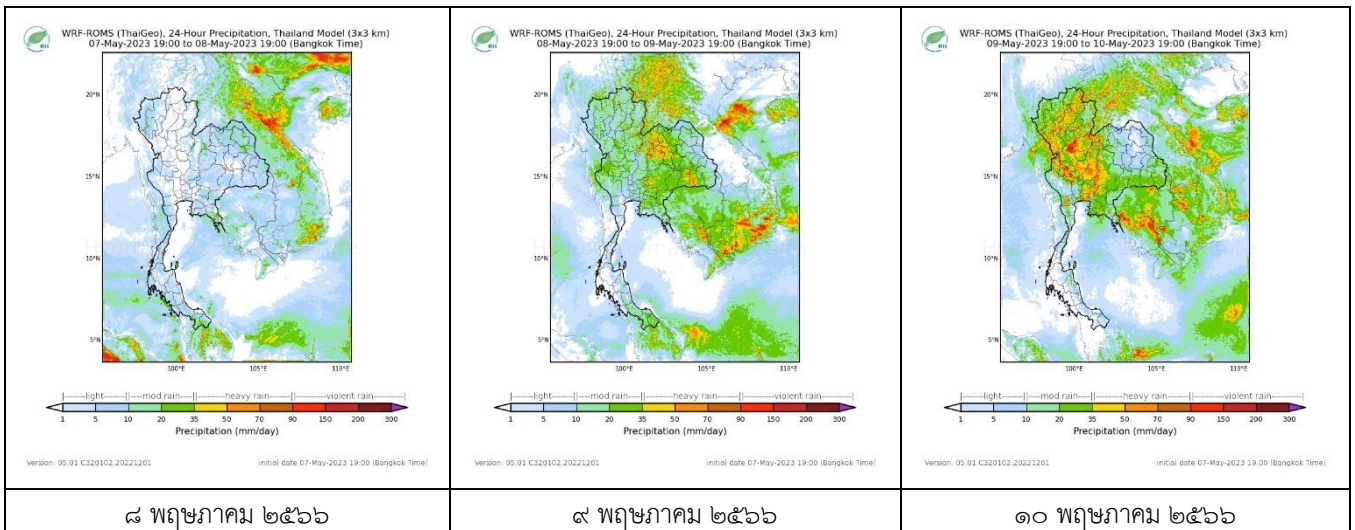 WRF-ROMS (ThaiGeo), 24-Hour Precipitation, Thailand Model (3x3 km)
07-May-2023 19:00 to 08-May-2023 19:00 (Bangkok Time)
HII
20°N
15°N
10°N
5°N
100°E 105°E 110°E
light mod rain heavy rain violent rain
1 5 10 20 35 50 70 90 150 200 300
Precipitation (mm/day)
Version: 05.01.C320102.20221201 initial date 07-May-2023 19:00 (Bangkok Time)
๘ พฤษภาคม ๒๕๖๖
WRF-ROMS (ThaiGeo), 24-Hour Precipitation, Thailand Model (3x3 km)
08-May-2023 19:00 to 09-May-2023 19:00 (Bangkok Time)
HII
20°N
15°N
10°N
5°N
100°E 105°E 110°E
light mod rain heavy rain violent rain
1 5 10 20 35 50 70 90 150 200 300
Precipitation (mm/day)
Version: 05.01.C320102.20221201 initial date 07-May-2023 19:00 (Bangkok Time)
๙ พฤษภาคม ๒๕๖๖
WRF-ROMS (ThaiGeo), 24-Hour Precipitation, Thailand Model (3x3 km)
09-May-2023 19:00 to 10-May-2023 19:00 (Bangkok Time)
HII
20°N
15°N
10°N
5°N
100°E 105°E 110°E
light mod rain heavy rain violent rain
1 5 10 20 35 50 70 90 150 200 300
Precipitation (mm/day)
Version: 05.01.C320102.20221201 initial date 07-May-2023 19:00 (Bangkok Time)
๑๐ พฤษภาคม ๒๕๖๖